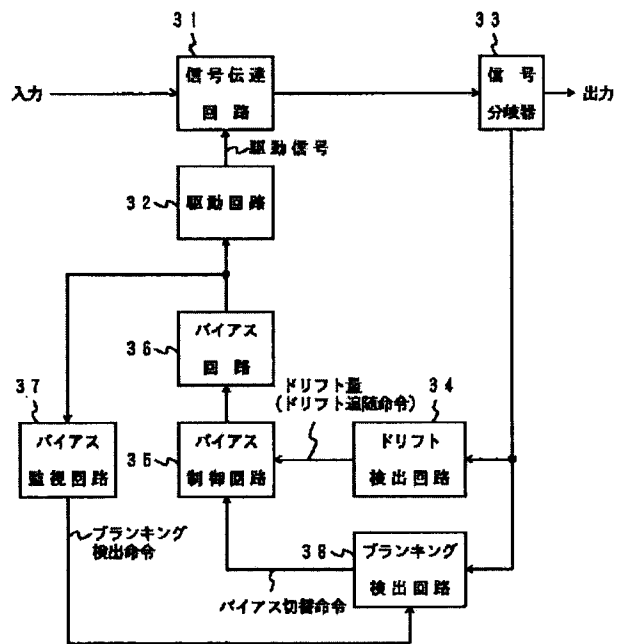 31
33
信号伝達
回路
信号
分岐器
入力
出力
駆動信号
32
駆動回路
36
バイアス
回路
37
バイアス
監視回路
ドリフト量
(ドリフト追随命令)
34
35
バイアス
制御回路
ドリフト
検出回路
ブランキング
検出命令
38
ブランキング
検出回路
バイアス切替命令